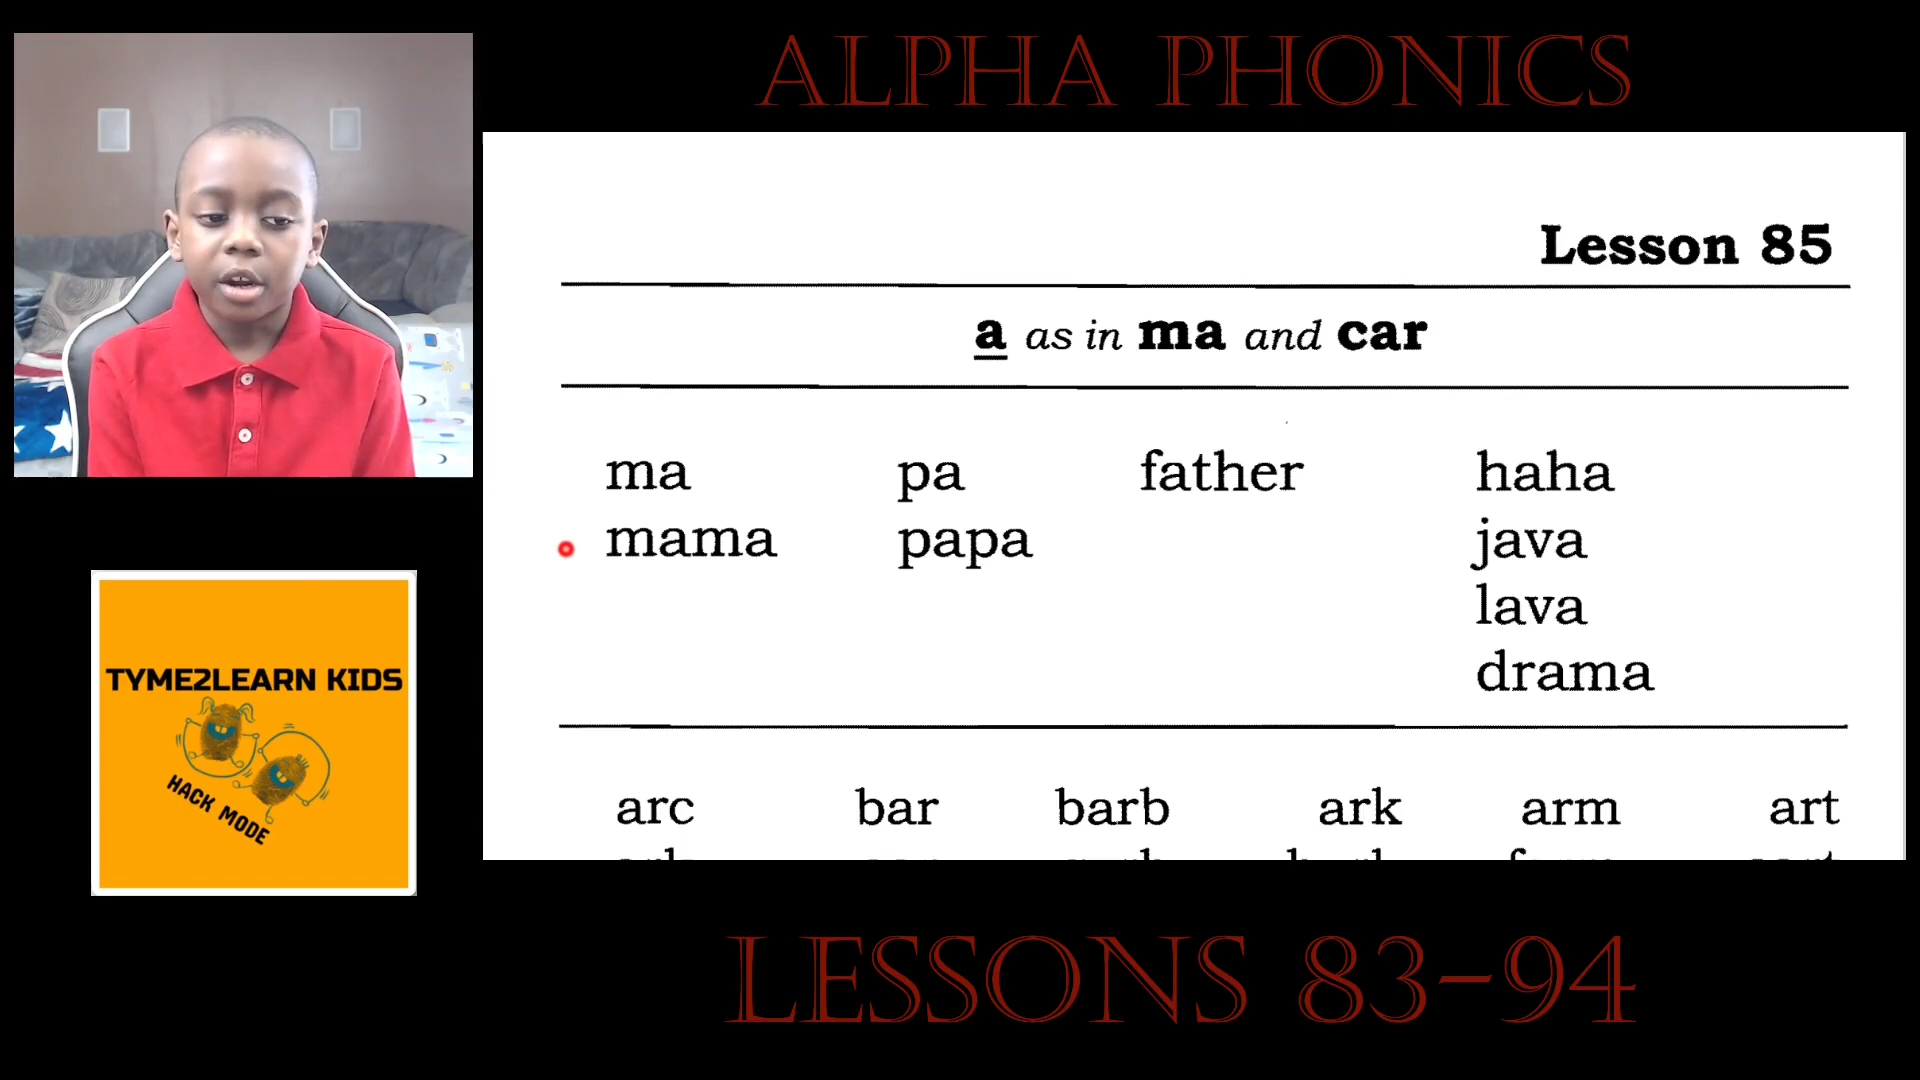 ALPHA PHONICS
Lesson 85
a as in ma and car
ma pa father haha
mama papa java
lava
drama
arc bar barb ark arm art
TYME2LEARN KIDS
HACK MODE
LESSONS 83-94